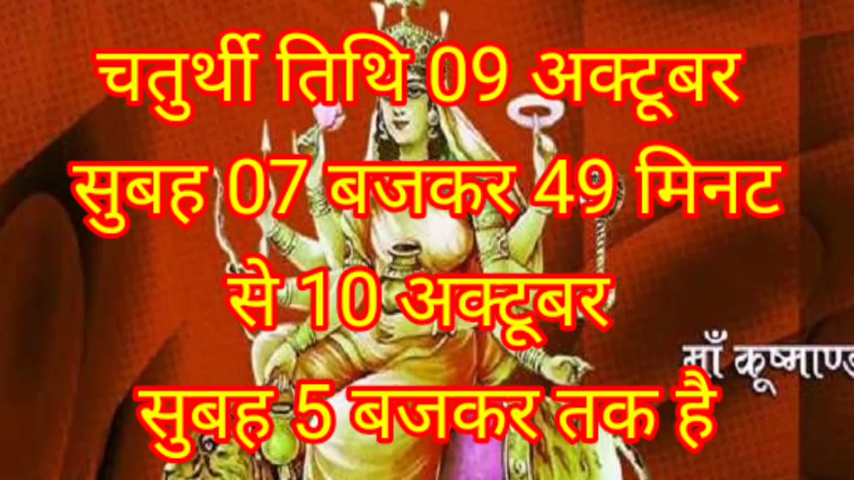 चतुर्थी तिथि 09 अक्टूबर
सुबह 07 बजकर 49 मिनट
से 10 अक्टूबर
माँ कूष्माण्ड
सुबह 5 बजकर तक है